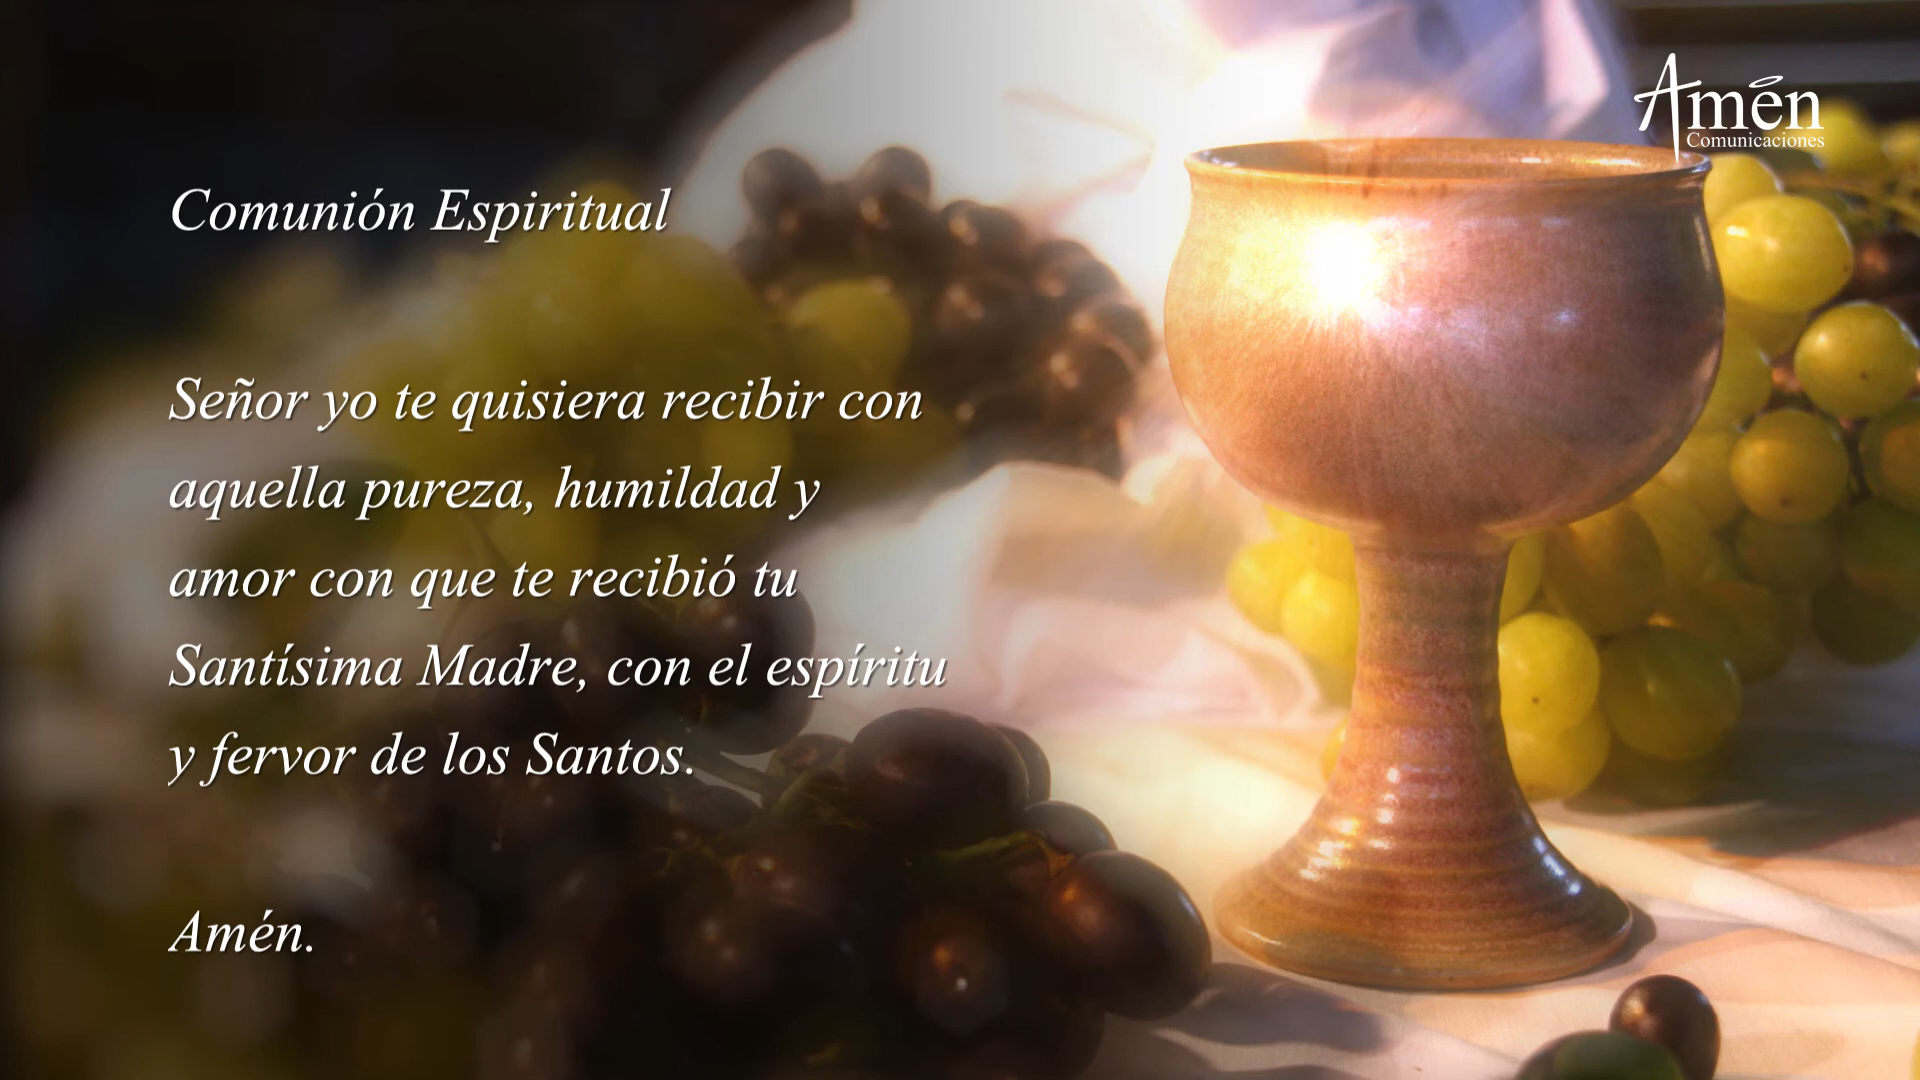 Amén
Comunicaciones
Comunión Espiritual
Señor yo te quisiera recibir con
aquella pureza, humildad y
amor con que te recibió tu
Santísima Madre, con el espíritu
y fervor de los Santos.
Amén.